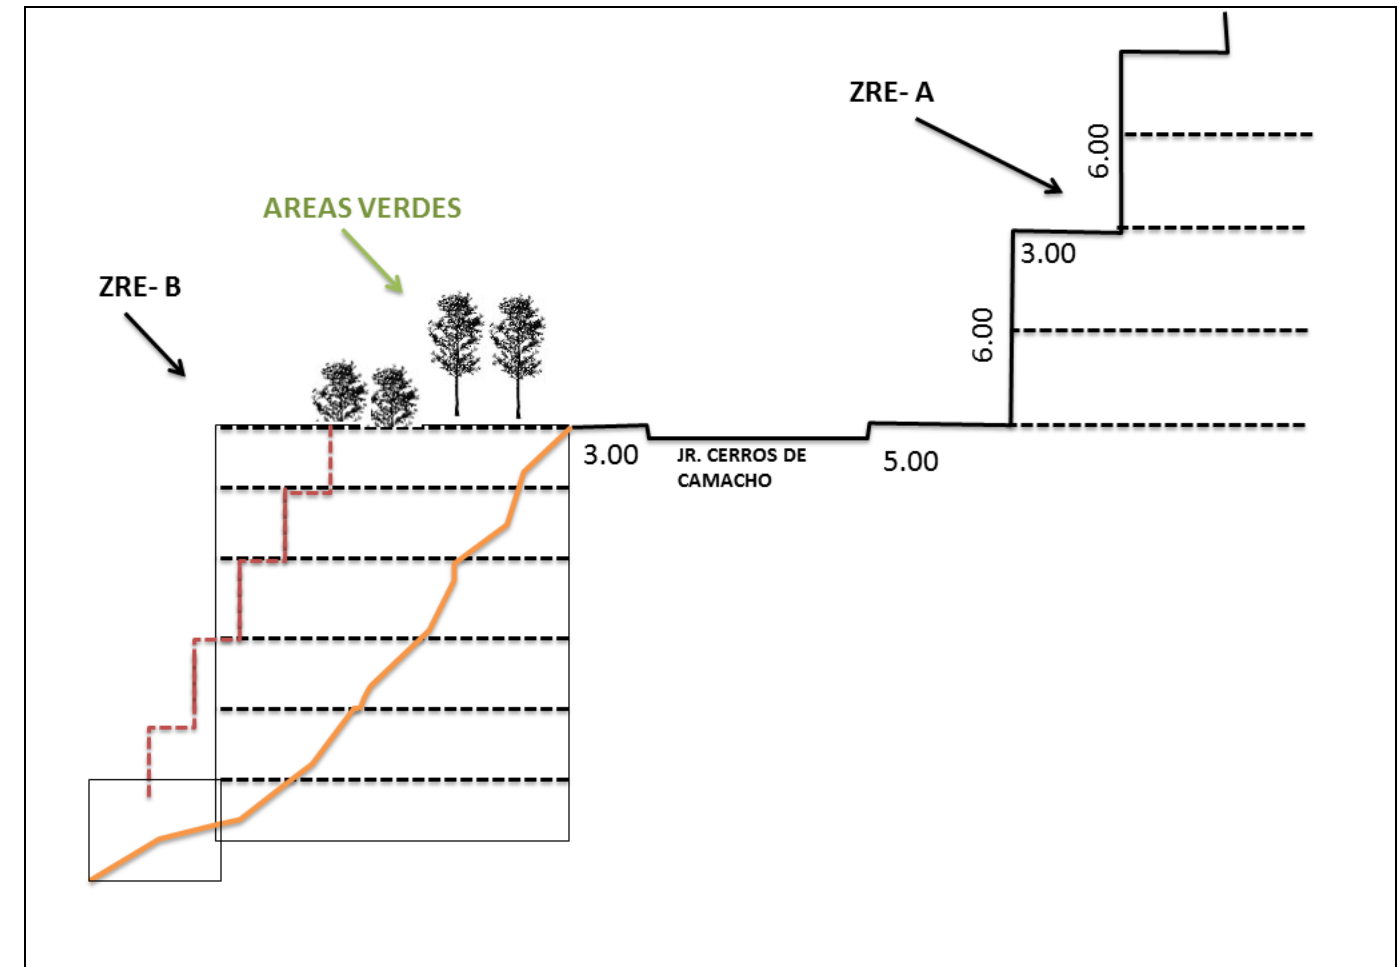 ZRE- A
6.00
AREAS VERDES
3.00
ZRE- B
6.00
3.00
JR. CERROS DE
CAMACHO
5.00